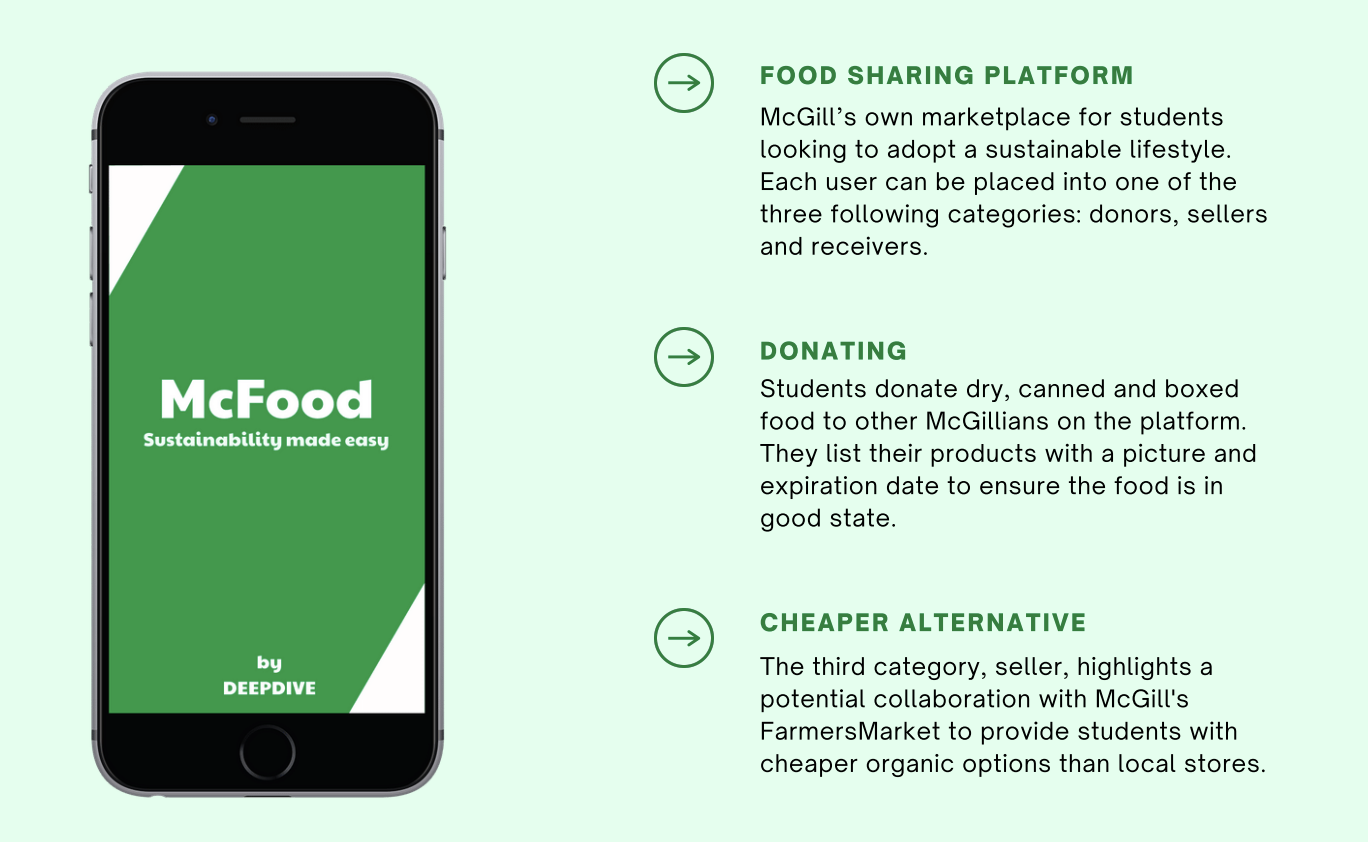 McFood
Sustainability made easy
by
DEEPDIVE
FOOD SHARING PLATFORM
McGill’s own marketplace for students
looking to adopt a sustainable lifestyle.
Each user can be placed into one of the
three following categories: donors, sellers
and receivers.
DONATING
Students donate dry, canned and boxed
food to other McGillians on the platform.
They list their products with a picture and
expiration date to ensure the food is in
good state.
CHEAPER ALTERNATIVE
The third category, seller, highlights a
potential collaboration with McGill's
FarmersMarket to provide students with
cheaper organic options than local stores.